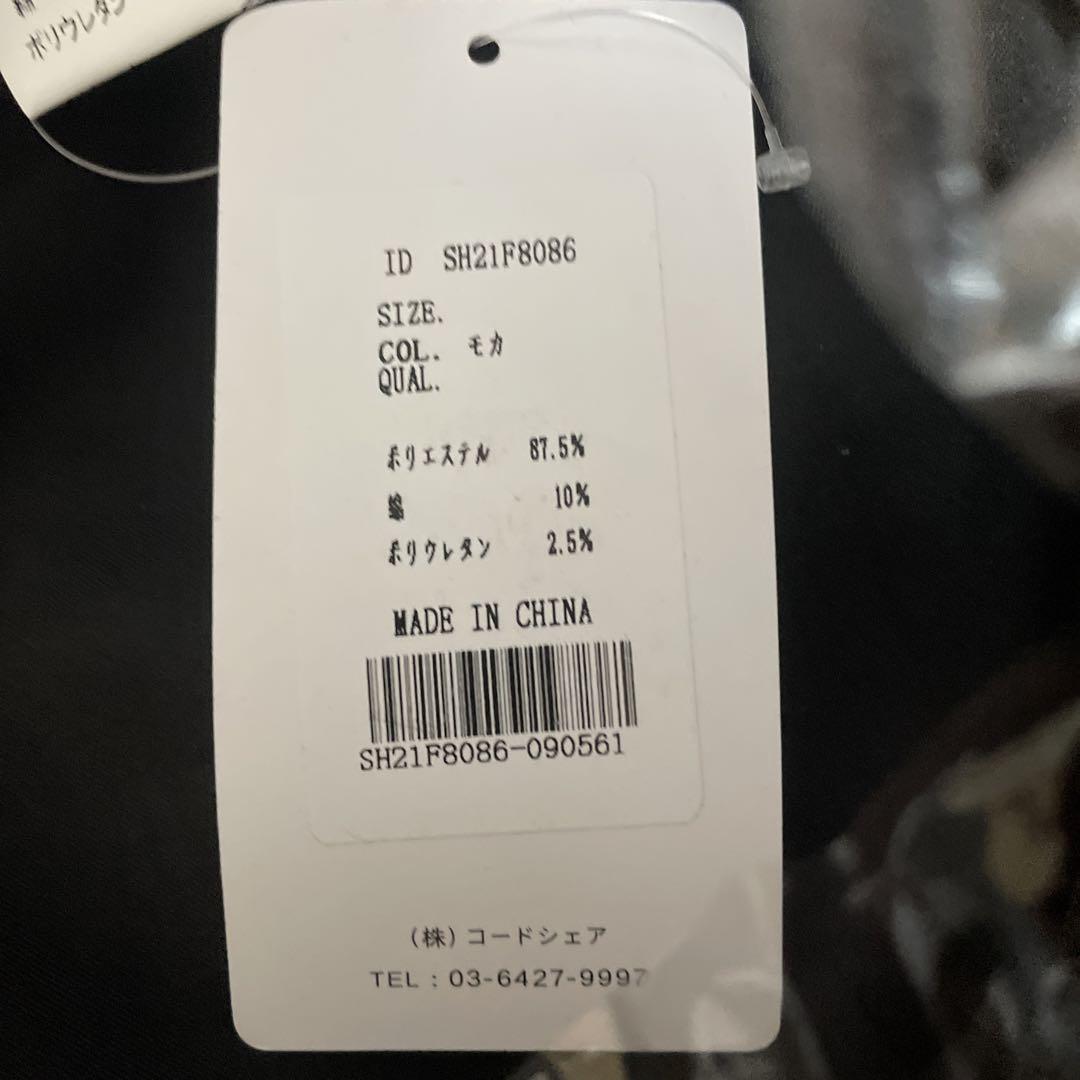 ポリウレタン
ID SH21F8086
SIZE.
COL. モカ
QUAL.
ポリエステル 87.5%
綿 10%
ポリウレタン 2.5%
MADE IN CHINA
SH21F8086-090561
(株)コードシェア
TEL : 03-6427-9997